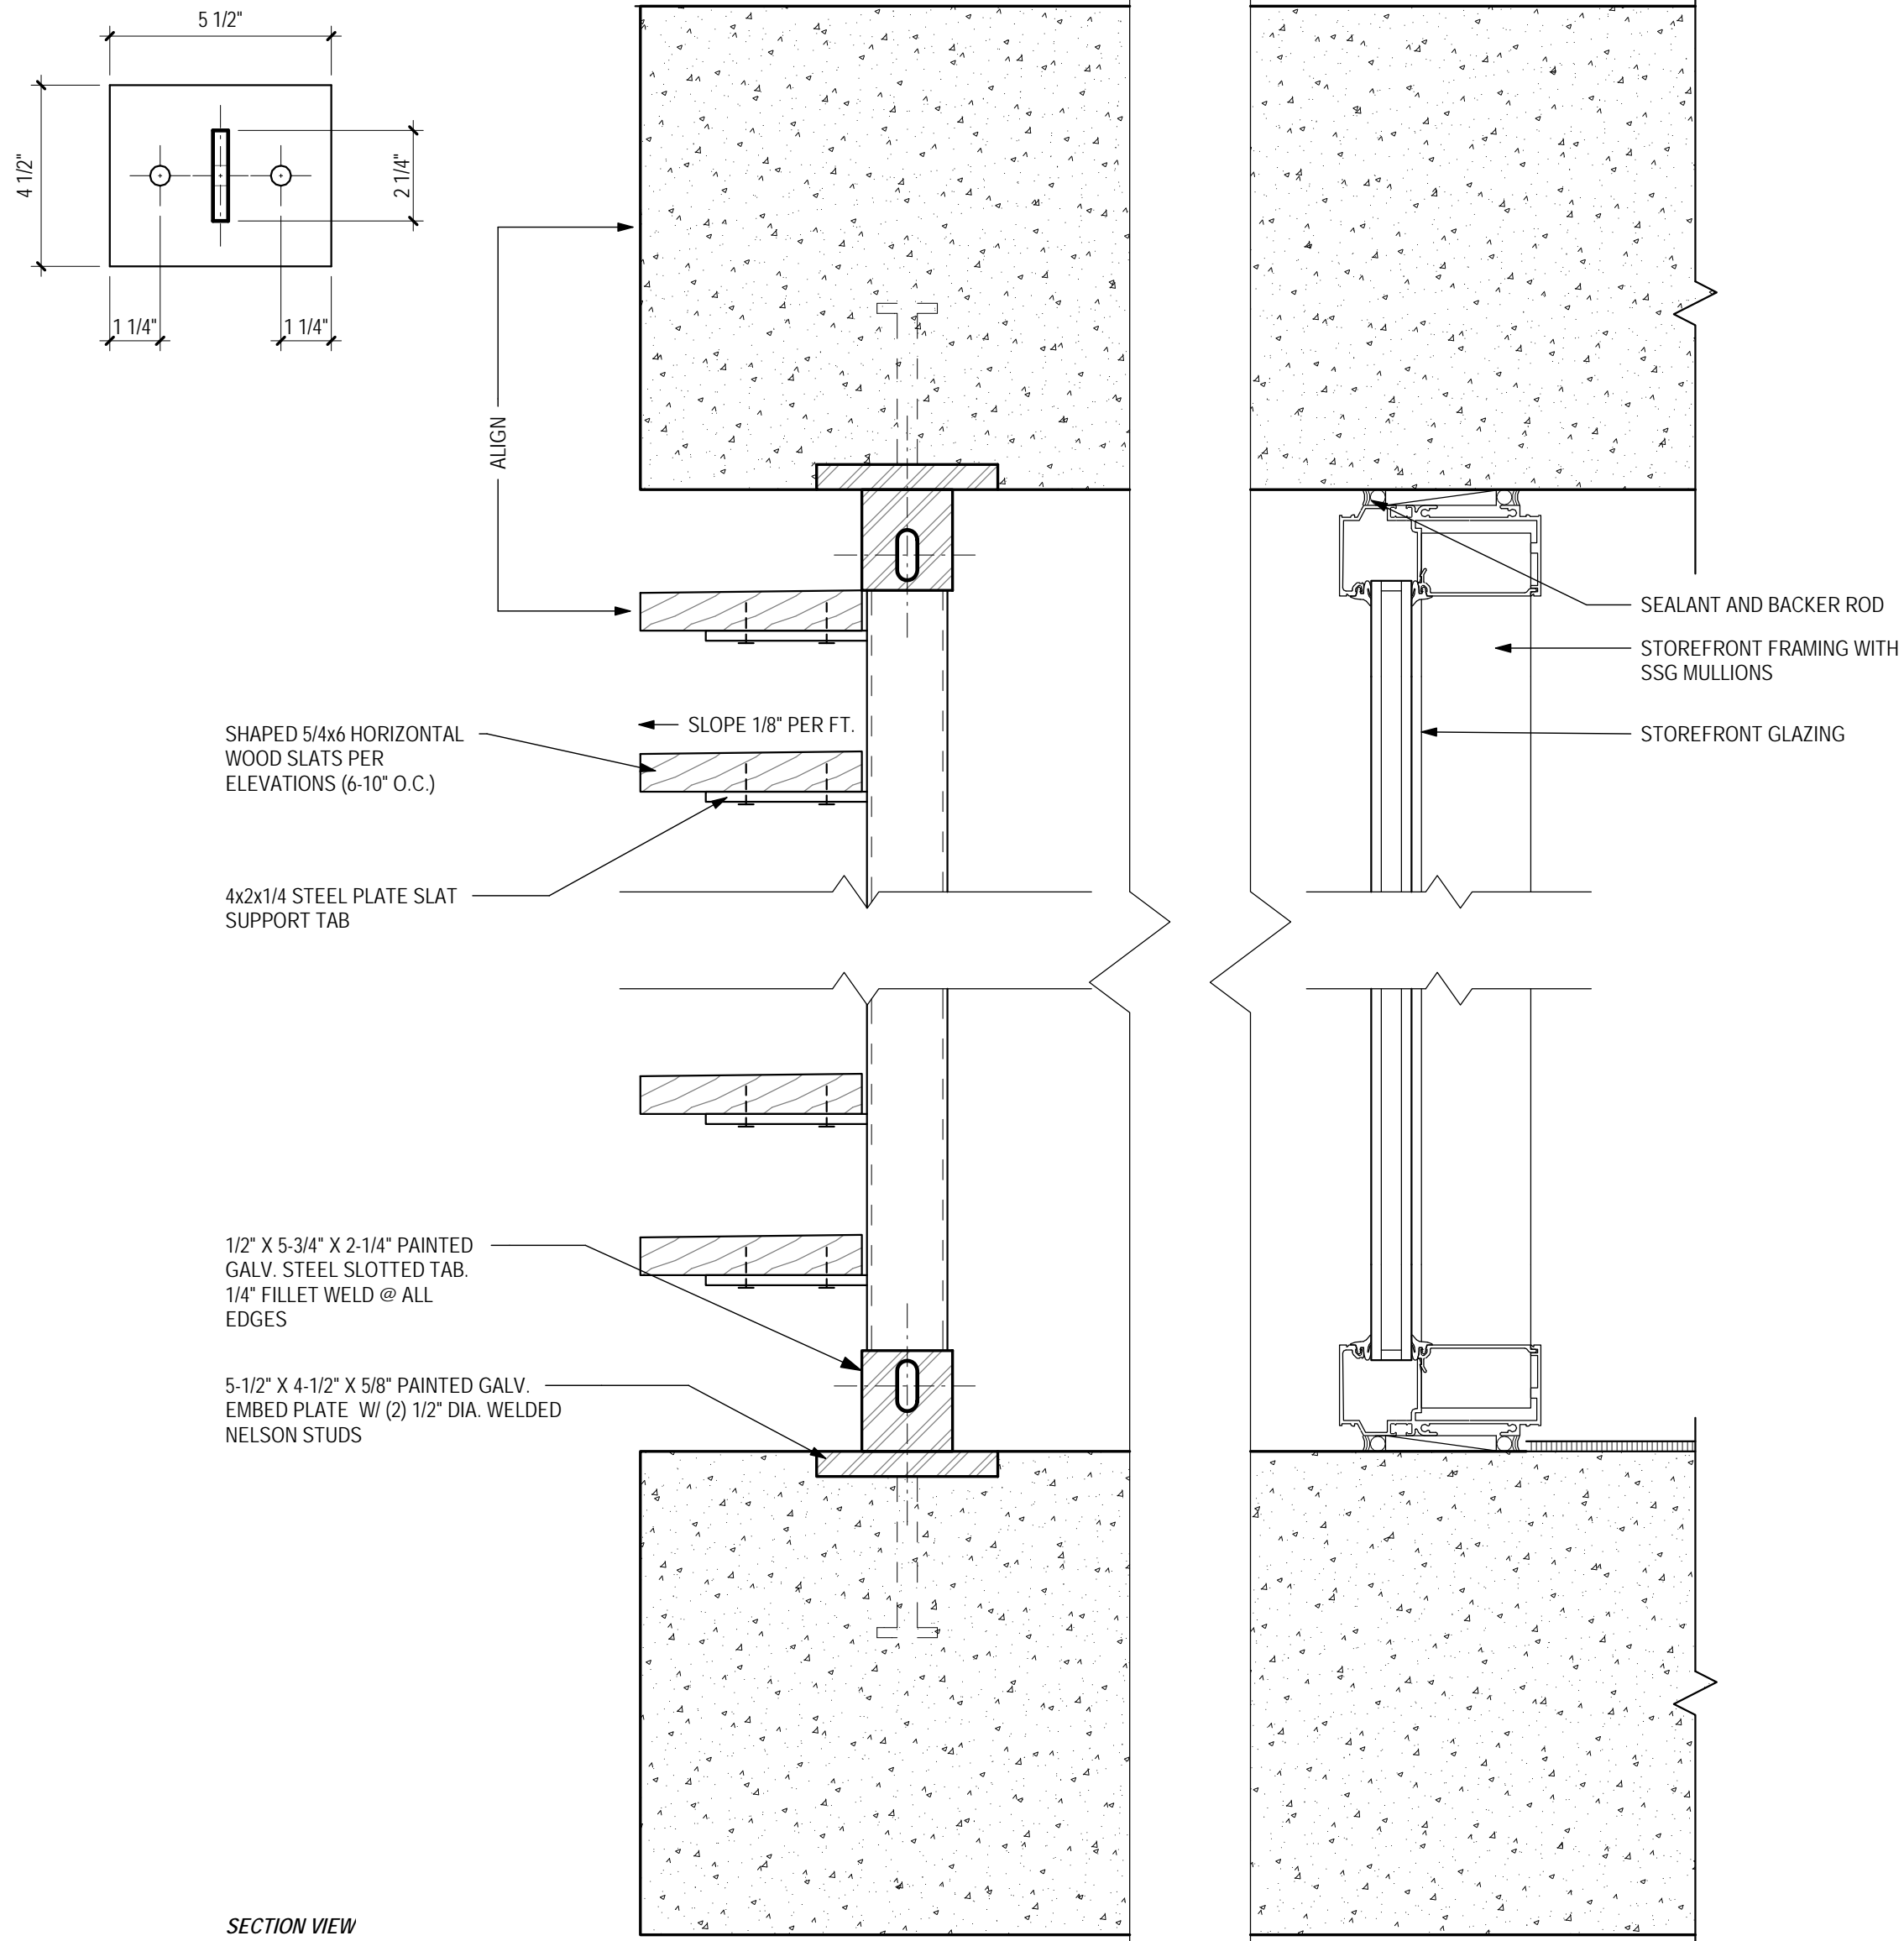 5 1/2"
4 1/2"
2 1/4"
1 1/4"
1 1/4"
ALIGN
SEALANT AND BACKER ROD
STOREFRONT FRAMING WITH
SSG MULLIONS
STOREFRONT GLAZING
SLOPE 1/8" PER FT.
SHAPED 5/4x6 HORIZONTAL
WOOD SLATS PER
ELEVATIONS (6-10" O.C.)
4x2x1/4 STEEL PLATE SLAT
SUPPORT TAB
1/2" X 5-3/4" X 2-1/4" PAINTED
GALV. STEEL SLOTTED TAB.
1/4" FILLET WELD @ ALL
EDGES
5-1/2" X 4-1/2" X 5/8" PAINTED GALV.
EMBED PLATE W/ (2) 1/2" DIA. WELDED
NELSON STUDS
SECTION VIEW